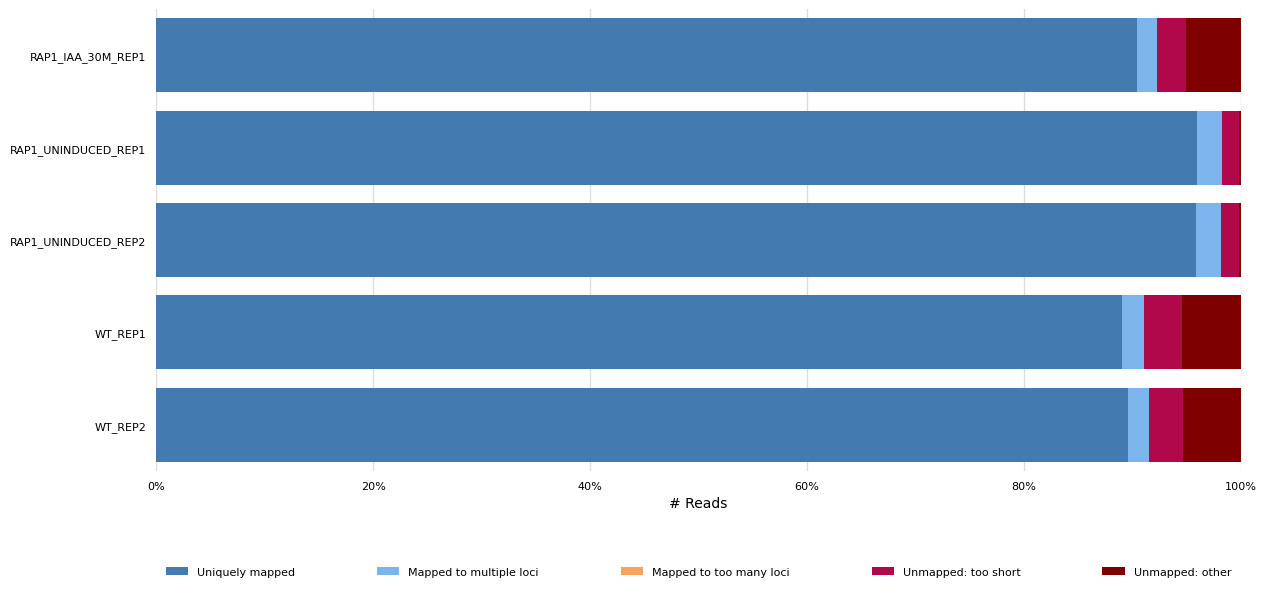 RAP1_IAA_30M_REP1
RAP1_UNINDUCED_REP1
RAP1_UNINDUCED_REP2
WT_REP1
WT_REP2
0% 20% 40% 60% 80% 100%
# Reads
Uniquely mapped Mapped to multiple loci Mapped to too many loci Unmapped: too short Unmapped: other